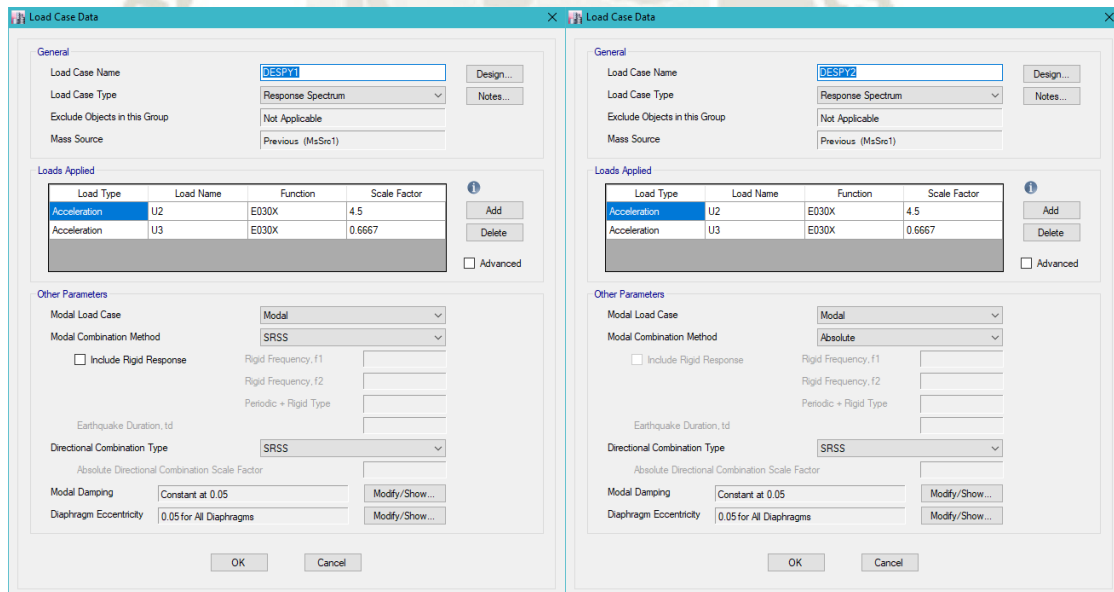 Load Case Data
General
Load Case Name DESPY1 Design...
Load Case Type Response Spectrum Notes...
Exclude Objects in this Group Not Applicable
Mass Source Previous (MsSrc1)
Loads Applied
Load Type Load Name Function Scale Factor
Acceleration U2 E030X 4.5 Add
Acceleration U3 E030X 0.6667 Delete
Advanced
Other Parameters
Modal Load Case Modal
Modal Combination Method SRSS
Include Rigid Response Rigid Frequency, f1
Rigid Frequency, f2
Periodic + Rigid Type
Earthquake Duration, td
Directional Combination Type SRSS
Absolute Directional Combination Scale Factor
Modal Damping Constant at 0.05 Modify/Show...
Diaphragm Eccentricity 0.05 for All Diaphragms Modify/Show...
OK Cancel
Load Case Data
General
Load Case Name DESPY2 Design...
Load Case Type Response Spectrum Notes...
Exclude Objects in this Group Not Applicable
Mass Source Previous (MsSrc1)
Loads Applied
Load Type Load Name Function Scale Factor
Acceleration U2 E030X 4.5 Add
Acceleration U3 E030X 0.6667 Delete
Advanced
Other Parameters
Modal Load Case Modal
Modal Combination Method Absolute
Include Rigid Response Rigid Frequency, f1
Rigid Frequency, f2
Periodic + Rigid Type
Earthquake Duration, td
Directional Combination Type SRSS
Absolute Directional Combination Scale Factor
Modal Damping Constant at 0.05 Modify/Show...
Diaphragm Eccentricity 0.05 for All Diaphragms Modify/Show...
OK Cancel